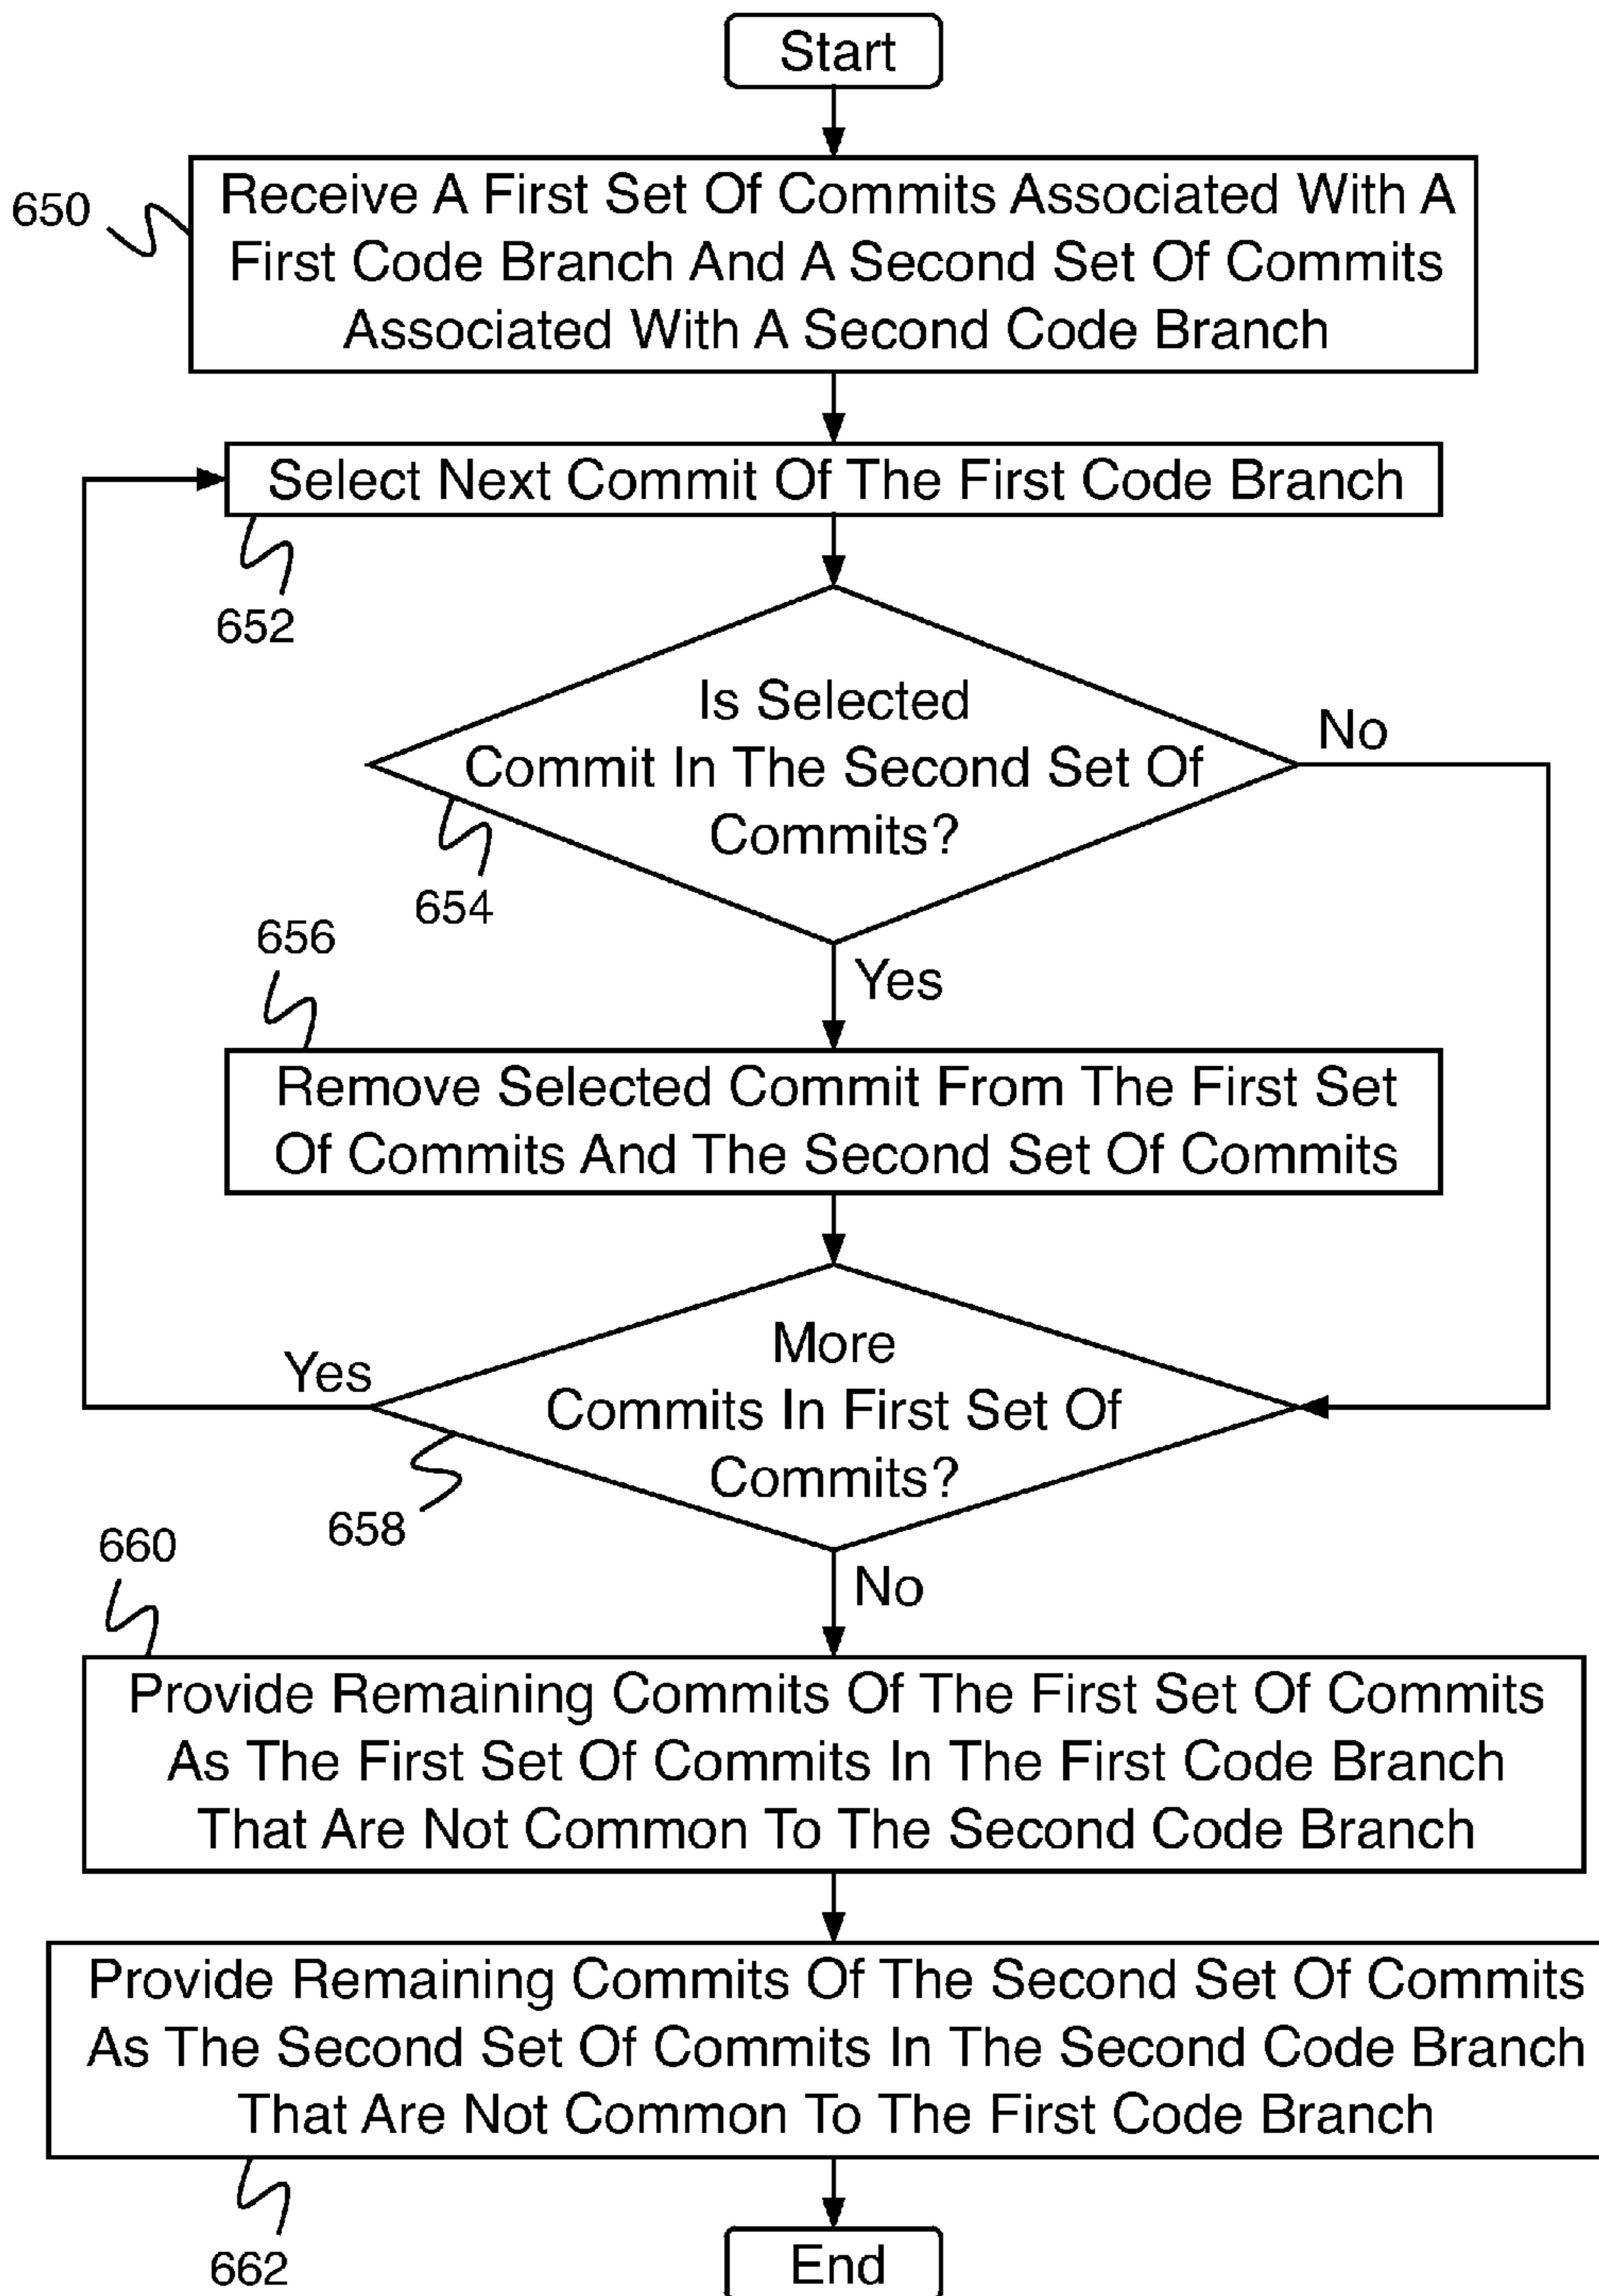 Start
650
Receive A First Set Of Commits Associated With A
First Code Branch And A Second Set Of Commits
Associated With A Second Code Branch
Select Next Commit Of The First Code Branch
652
Is Selected
Commit In The Second Set Of
Commits?
No
654
656
Yes
Remove Selected Commit From The First Set
Of Commits And The Second Set Of Commits
More
Commits In First Set Of
Commits?
Yes
658
660
No
Provide Remaining Commits Of The First Set Of Commits
As The First Set Of Commits In The First Code Branch
That Are Not Common To The Second Code Branch
Provide Remaining Commits Of The Second Set Of Commits
As The Second Set Of Commits In The Second Code Branch
That Are Not Common To The First Code Branch
662
End